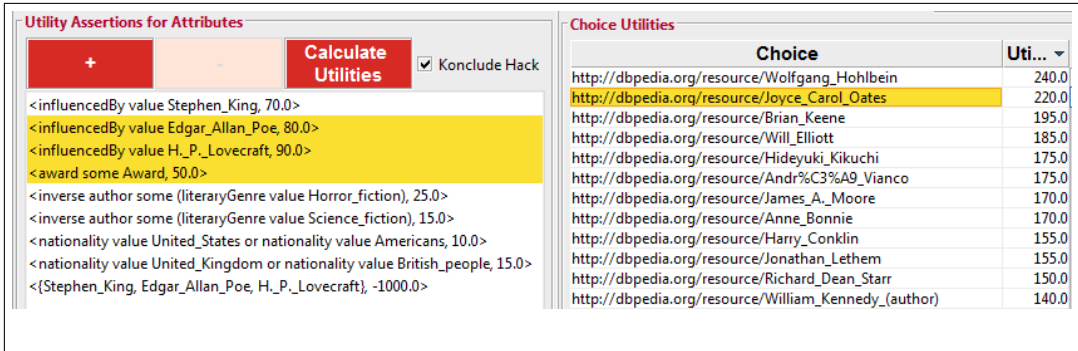 Utility Assertions for Attributes
+
-
Calculate
Utilities
Konclude Hack
<influencedBy value Stephen_King, 70.0>
<influencedBy value Edgar_Allan_Poe, 80.0>
<influencedBy value H._P._Lovecraft, 90.0>
<award some Award, 50.0>
<inverse author some (literaryGenre value Horror_fiction), 25.0>
<inverse author some (literaryGenre value Science_fiction), 15.0>
<nationality value United_States or nationality value Americans, 10.0>
<nationality value United_Kingdom or nationality value British_people, 15.0>
<{Stephen_King, Edgar_Allan_Poe, H._P._Lovecraft}, -1000.0>
Choice Utilities
Choice Uti...
http://dbpedia.org/resource/Wolfgang_Hohlbein 240.0
http://dbpedia.org/resource/Joyce_Carol_Oates 220.0
http://dbpedia.org/resource/Brian_Keene 195.0
http://dbpedia.org/resource/Will_Elliott 185.0
http://dbpedia.org/resource/Hideyuki_Kikuchi 175.0
http://dbpedia.org/resource/Andr%C3%A9_Vianco 175.0
http://dbpedia.org/resource/James_A._Moore 170.0
http://dbpedia.org/resource/Anne_Bonnie 170.0
http://dbpedia.org/resource/Harry_Conklin 155.0
http://dbpedia.org/resource/Jonathan_Lethem 155.0
http://dbpedia.org/resource/Richard_Dean_Starr 150.0
http://dbpedia.org/resource/William_Kennedy_(author) 140.0